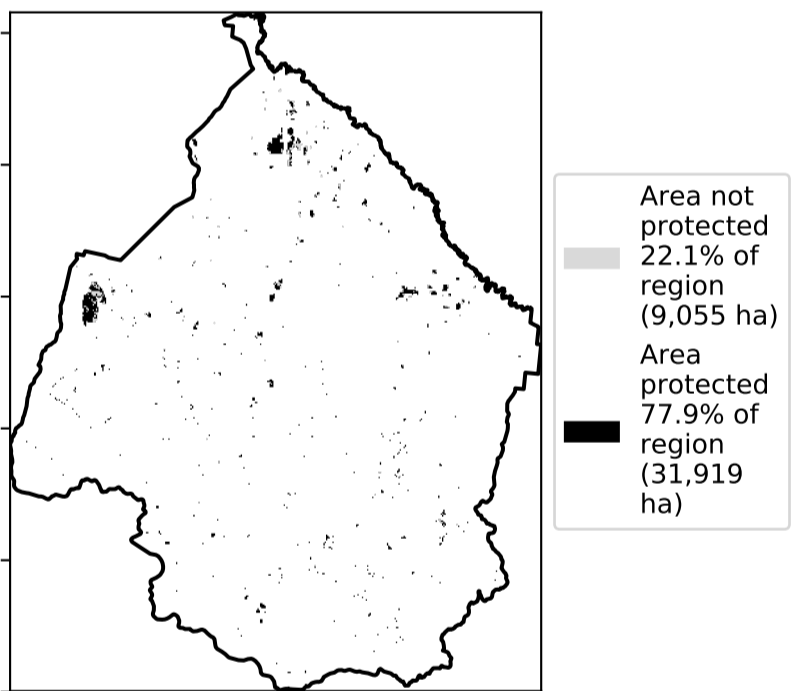 Area not
protected
22.1% of
region
(9,055 ha)
Area
protected
77.9% of
region
(31,919
ha)